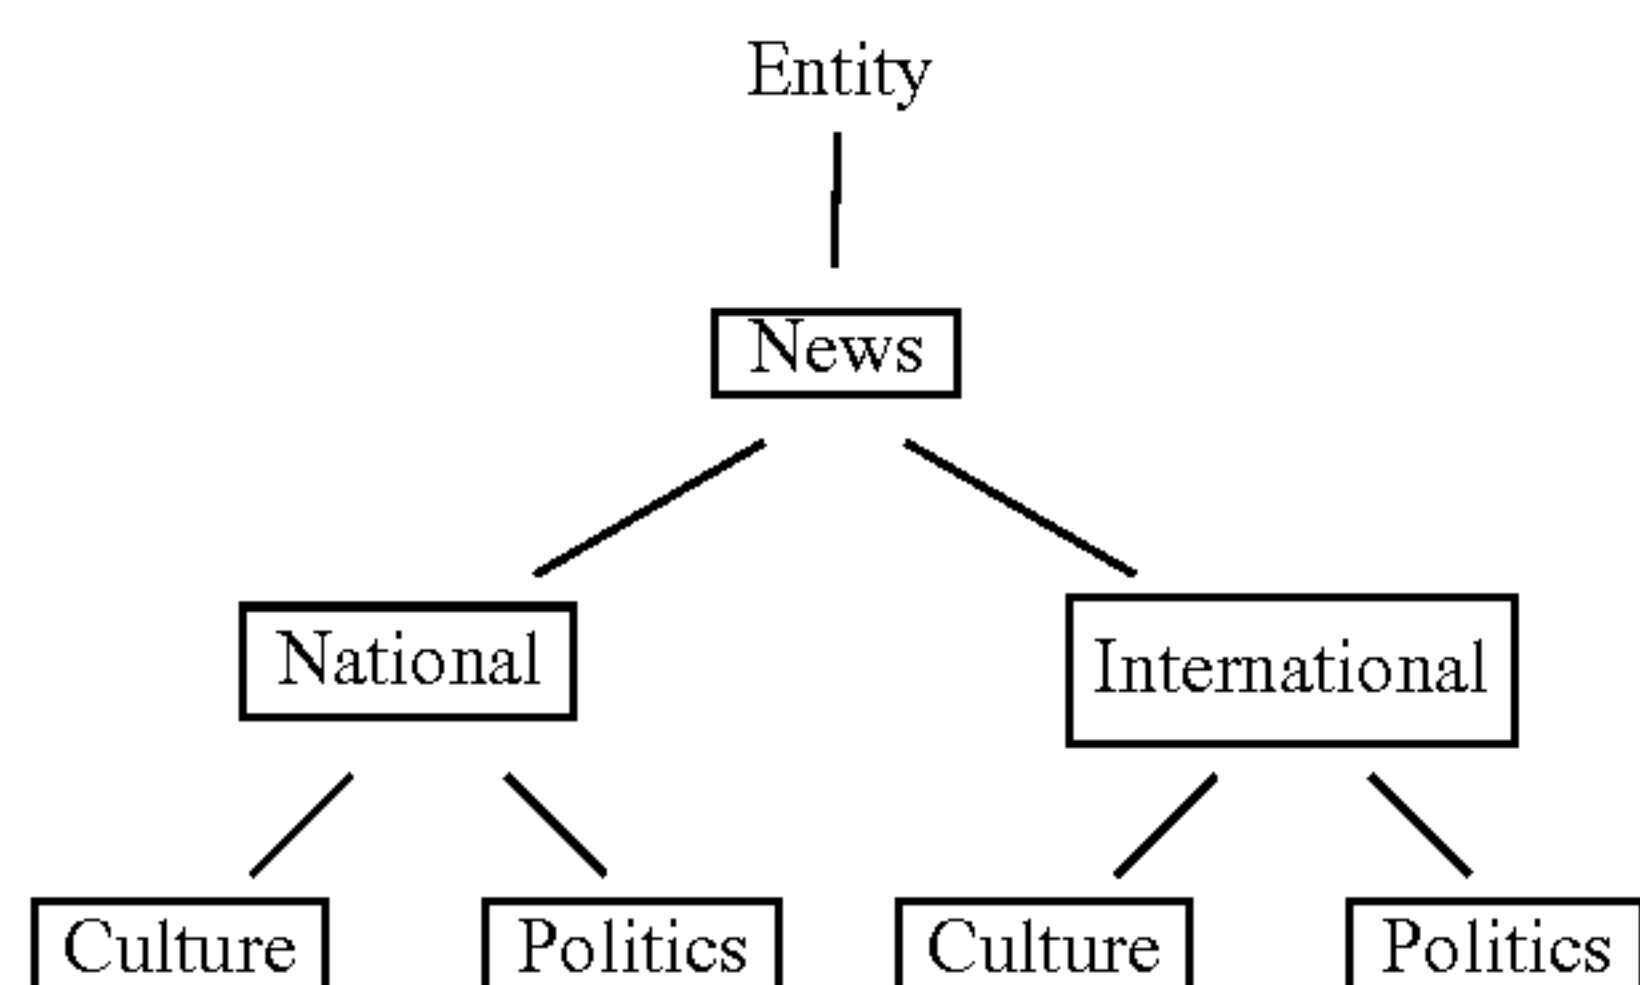 Entity
News
National
International
Culture
Politics
Culture
Politics